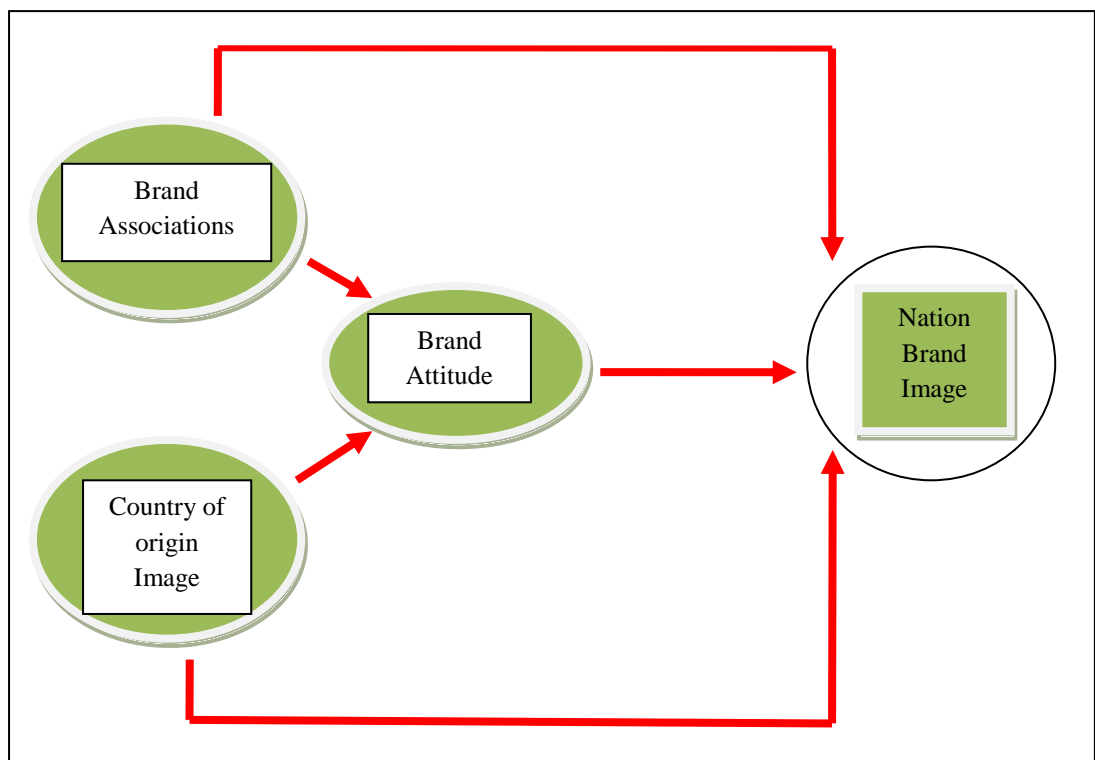 Brand
Associations
Brand
Attitude
Nation
Brand
Image
Country of
origin
Image